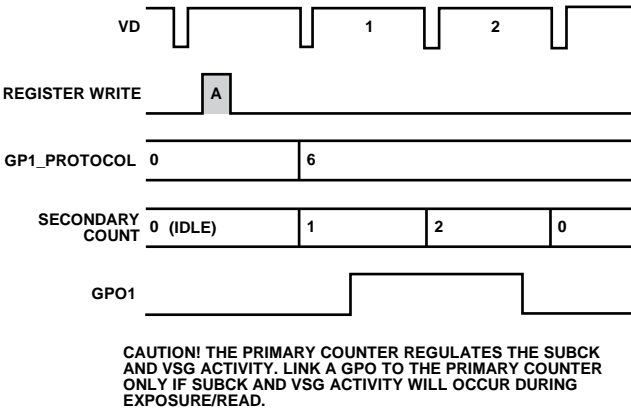 VD 1 2
REGISTER WRITE A
GP1_PROTOCOL 0 6
SECONDARY
COUNT 0 (IDLE) 1 2 0
GPO1
CAUTION! THE PRIMARY COUNTER REGULATES THE SUBCK
AND VSG ACTIVITY. LINK A GPO TO THE PRIMARY COUNTER
ONLY IF SUBCK AND VSG ACTIVITY WILL OCCUR DURING
EXPOSURE/READ.